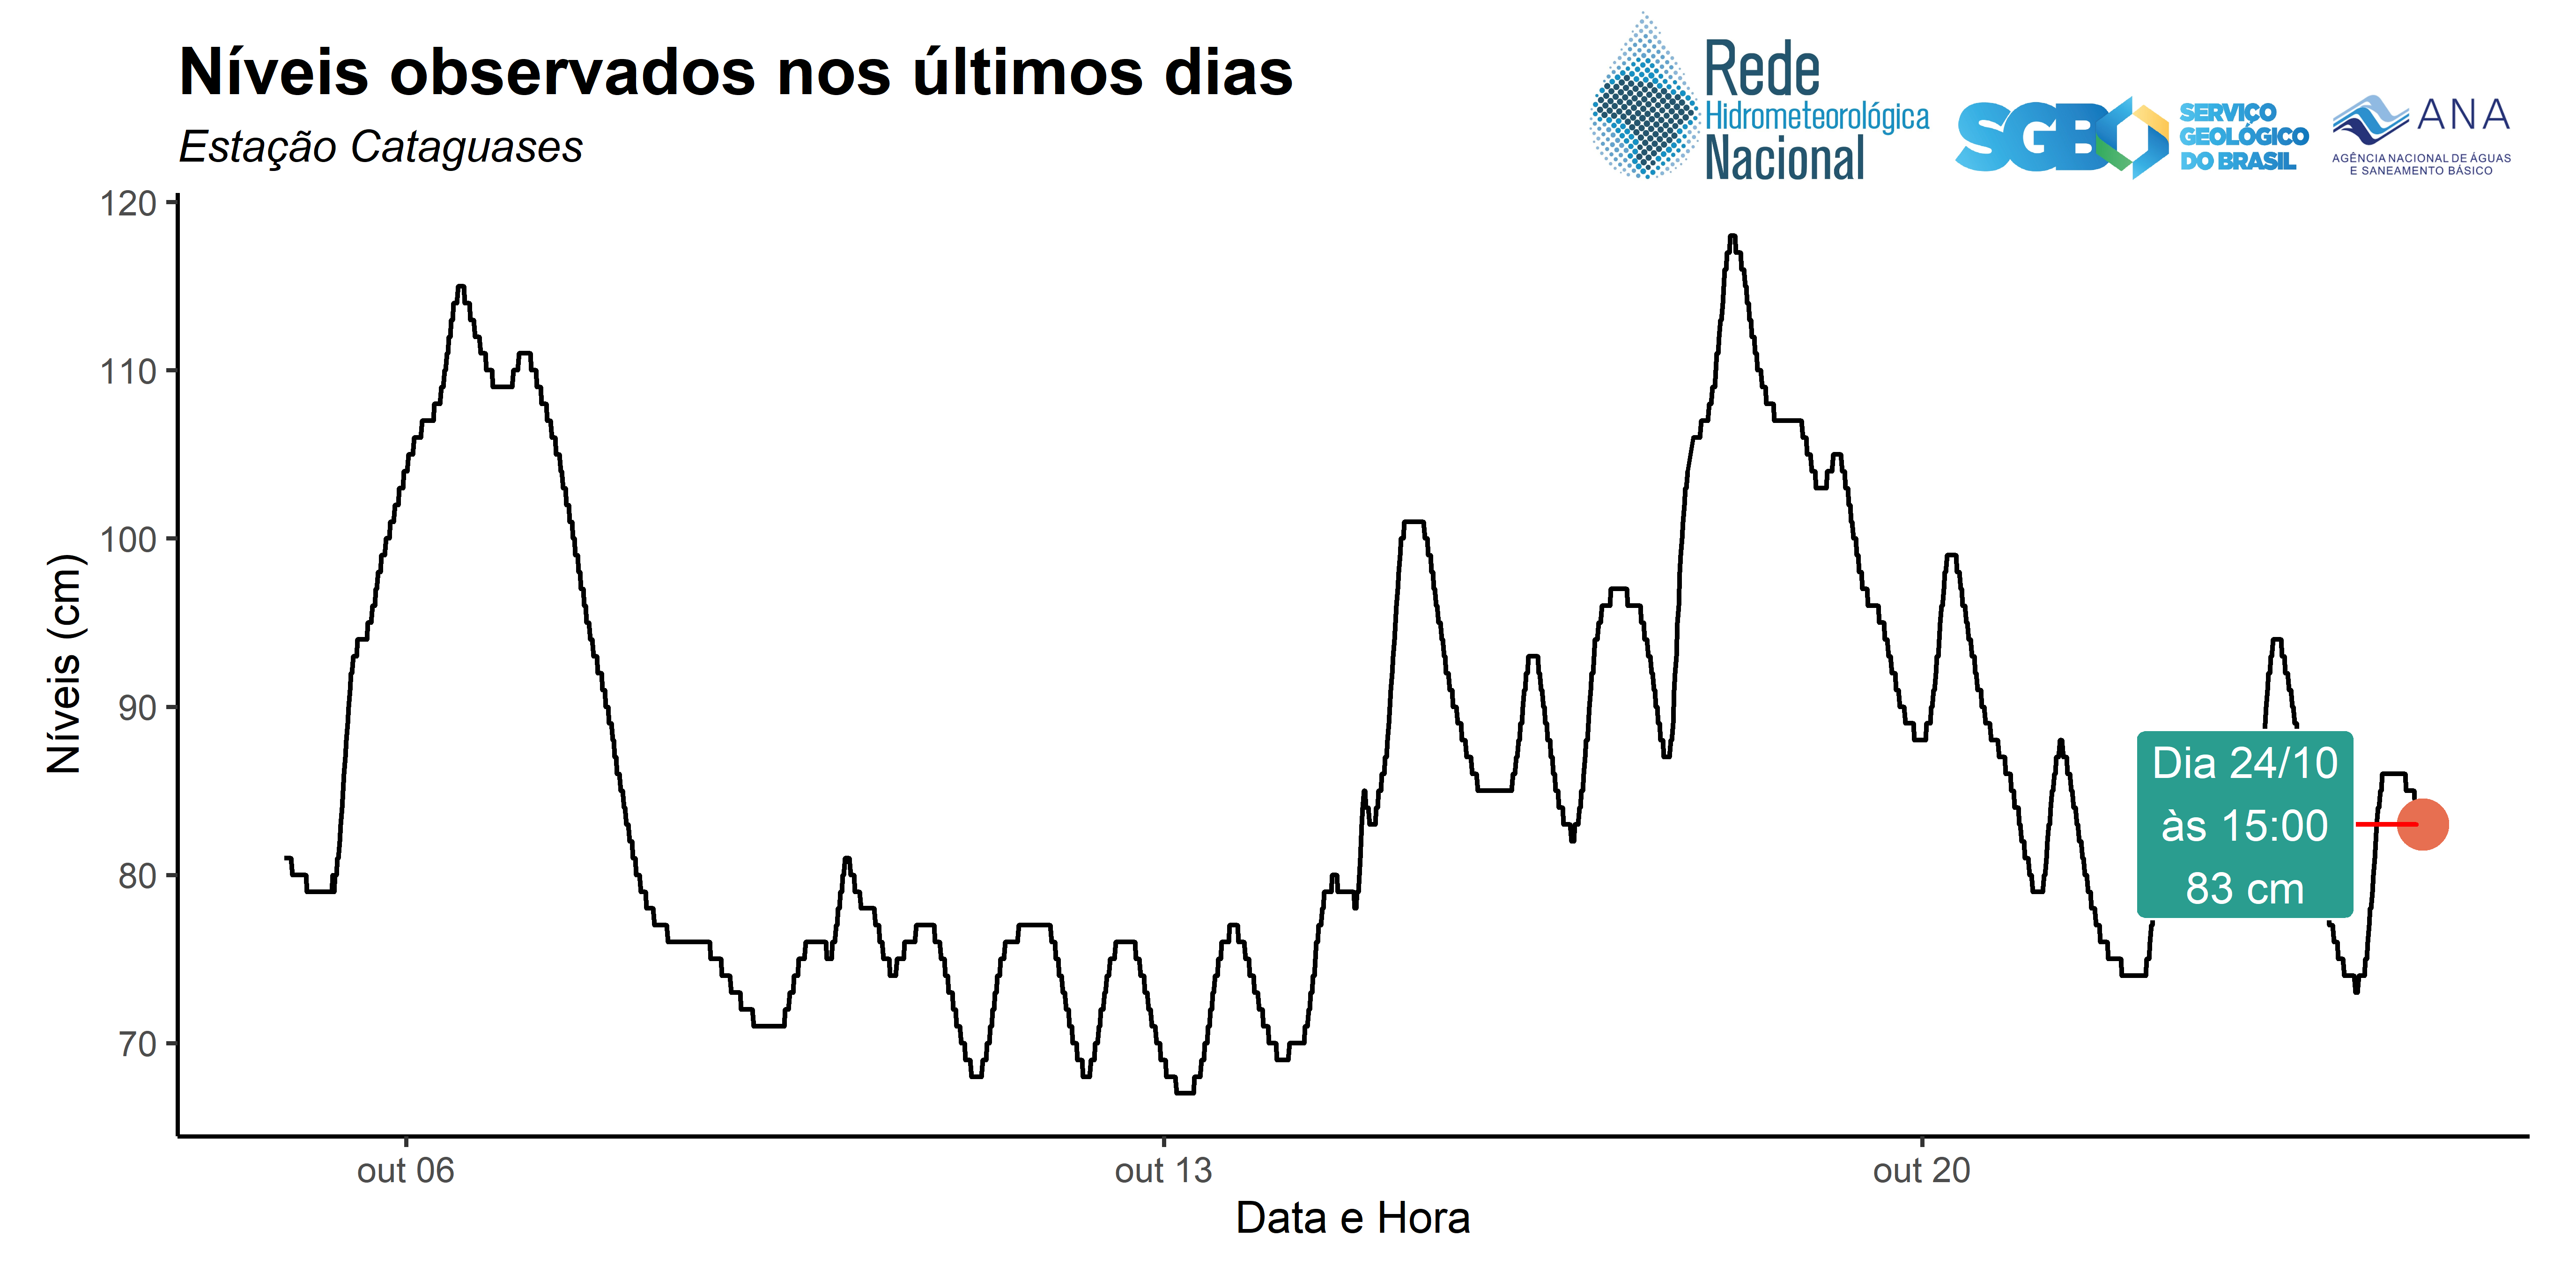 Níveis observados nos últimos dias
Estação Cataguases
Rede
Hidrometeorológica
Nacional
SGB
SERVIÇO
GEOLÓGICO
DO BRASIL
ANA
AGÊNCIA NACIONAL DE ÁGUAS
E SANEAMENTO BÁSICO
Níveis (cm)
120
110
100
90
80
70
Dia 24/10
às 15:00
83 cm
out 06
out 13
out 20
Data e Hora